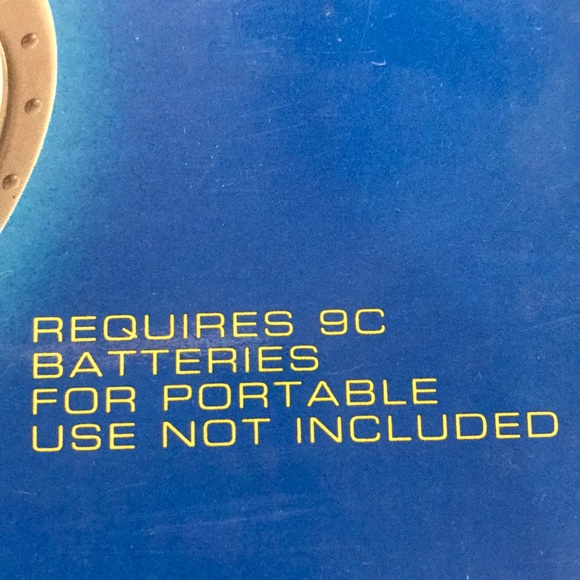 REQUIRES 9C
BATTERIES
FOR PORTABLE
USE NOT INCLUDED